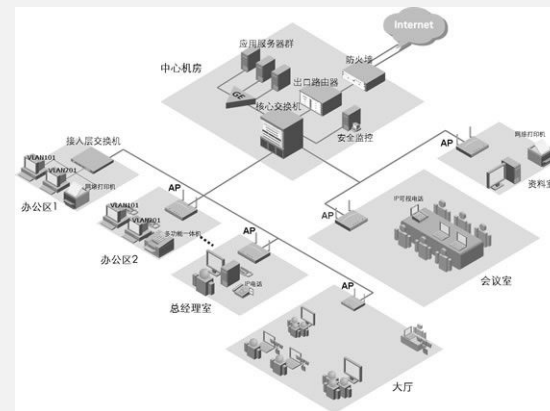 Internet
应用服务器群
防火墙
中心机房
出口路由器
GE
核心交换机
安全监控
接入层交换机
AP
网络打印机
VLAN101
VLAN201
网络打印机
资料室
办公区1
AP
AP
IP可视电话
VLAN101
多功能一体机
办公区2
AP
会议室
IP电话
总经理室
AP
大厅